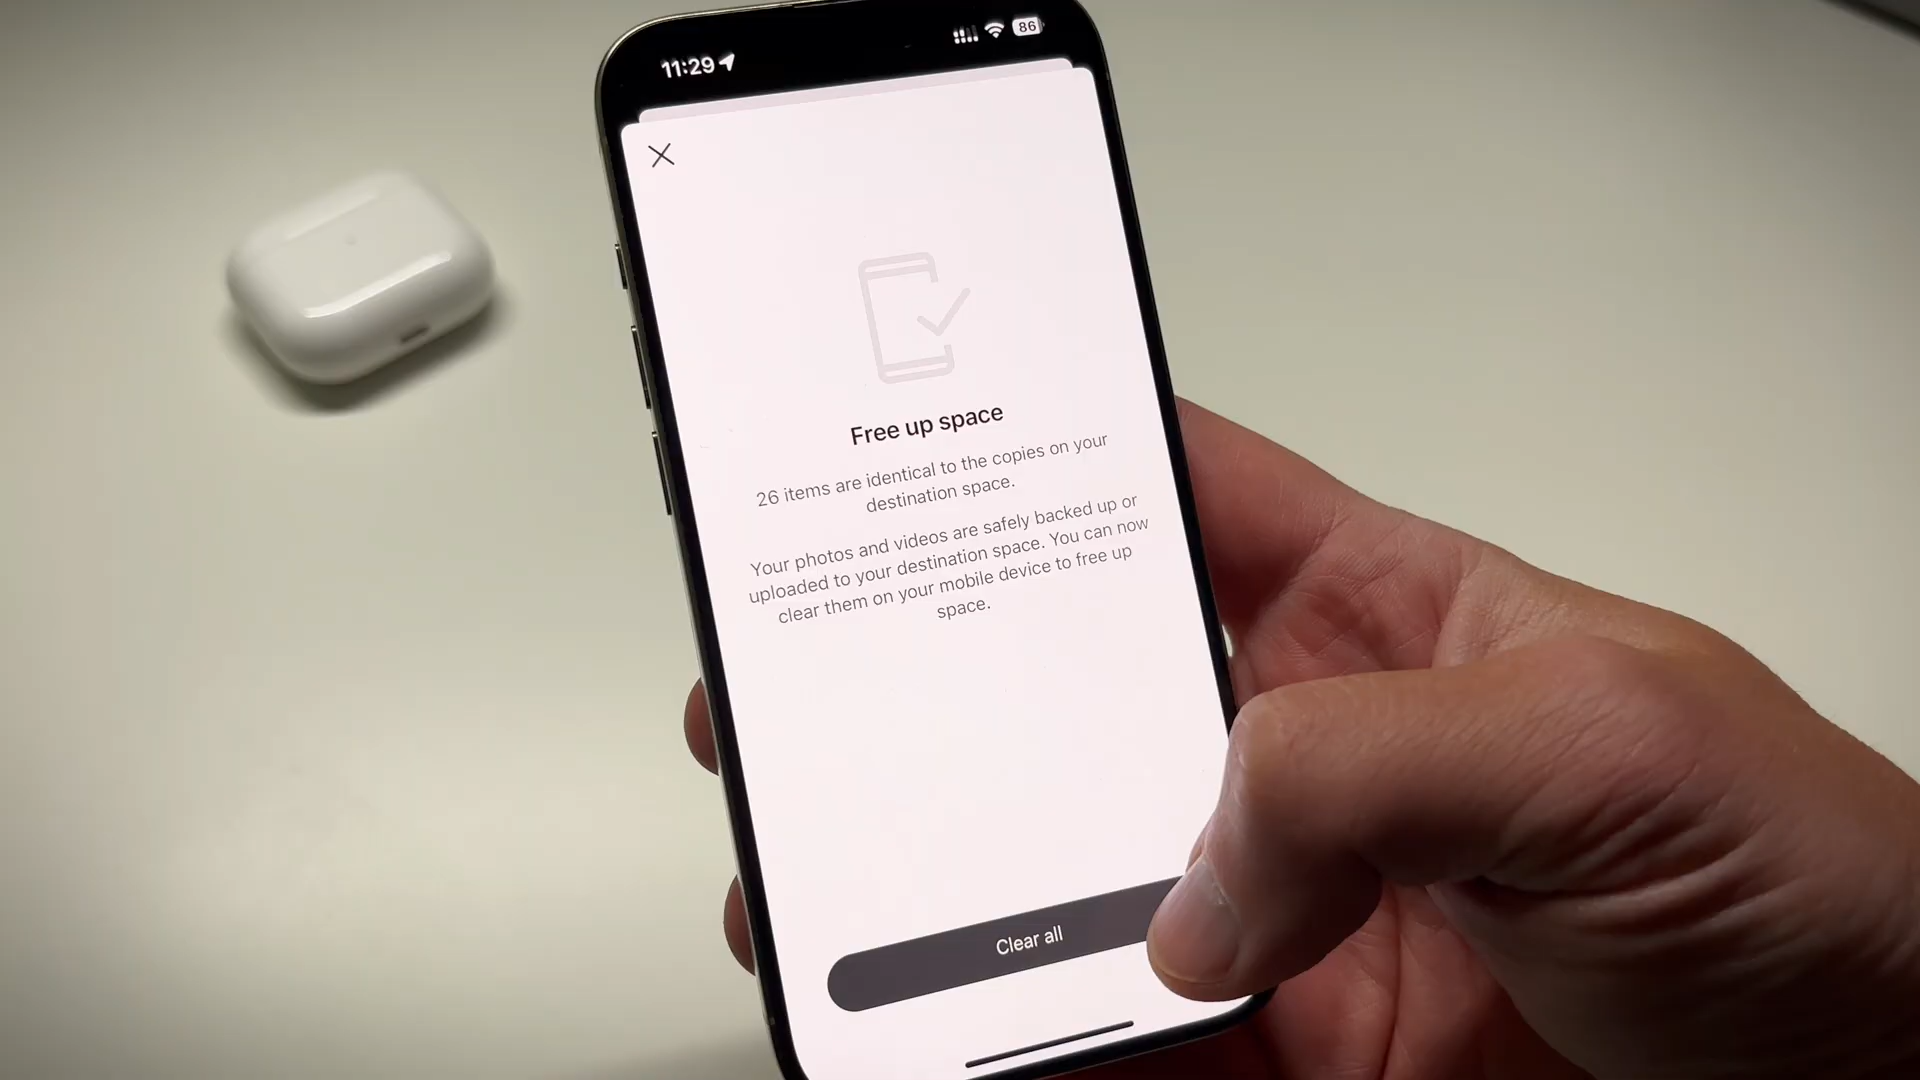 11:29
86
Free up space
26 items are identical to the copies on your
destination space.
Your photos and videos are safely backed up or
uploaded to your destination space. You can now
clear them on your mobile device to free up
space.
Clear all